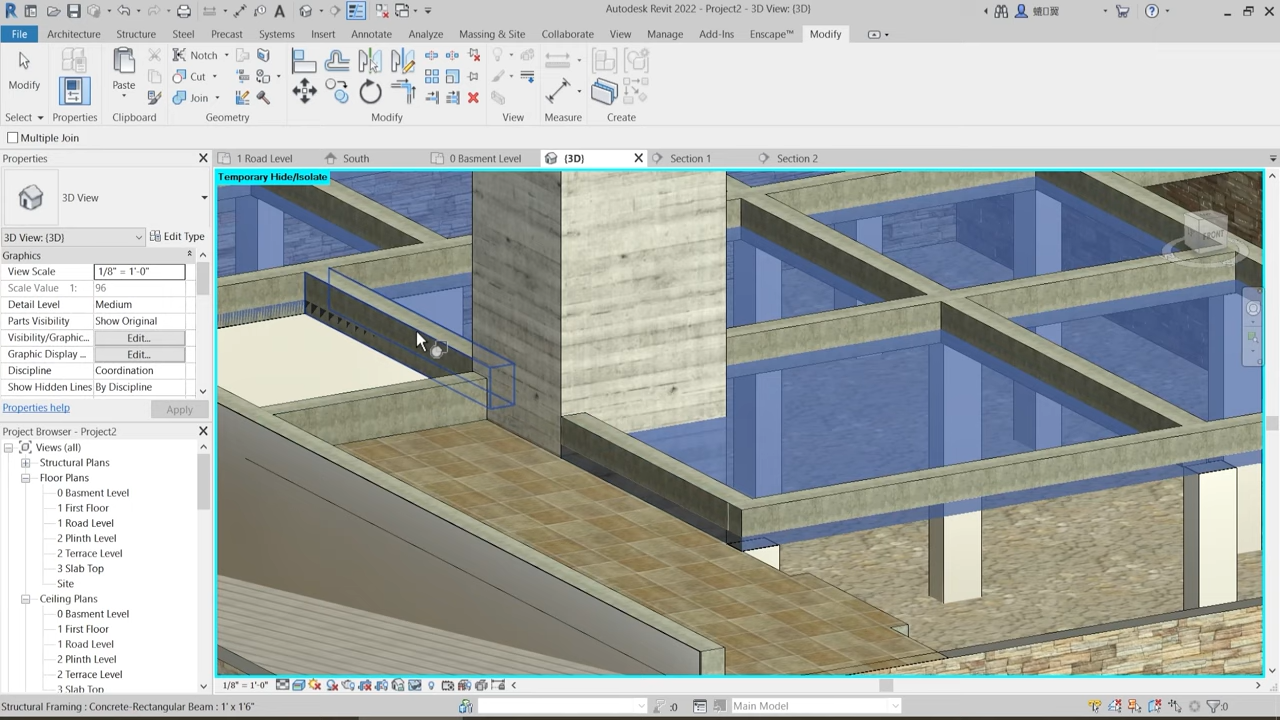 Autodesk Revit 2022 - Project2 - 3D View: {3D}
File Architecture Structure Steel Precast Systems Insert Annotate Analyze Massing & Site Collaborate View Manage Add-Ins Enscape™ Modify
Notch
Cut
Join
Modify
Paste
Select Properties Clipboard Geometry Modify View Measure Create
Multiple Join
Properties
1 Road Level South 0 Basment Level {3D} Section 1 Section 2
Temporary Hide/Isolate
FRONT
3D View
3D View: {3D} Edit Type
Graphics
View Scale 1/8" = 1'-0"
Scale Value 1: 96
Detail Level Medium
Parts Visibility Show Original
Visibility/Graphic... Edit...
Graphic Display ... Edit...
Discipline Coordination
Show Hidden Lines By Discipline
Properties help Apply
Project Browser - Project2
Views (all)
Structural Plans
Floor Plans
0 Basment Level
1 First Floor
1 Road Level
2 Plinth Level
2 Terrace Level
3 Slab Top
Site
Ceiling Plans
0 Basment Level
1 First Floor
1 Road Level
2 Plinth Level
2 Terrace Level
3 Slab Top
1/8" = 1'-0"
Structural Framing : Concrete-Rectangular Beam : 1' x 1'6" :0 Main Model :0